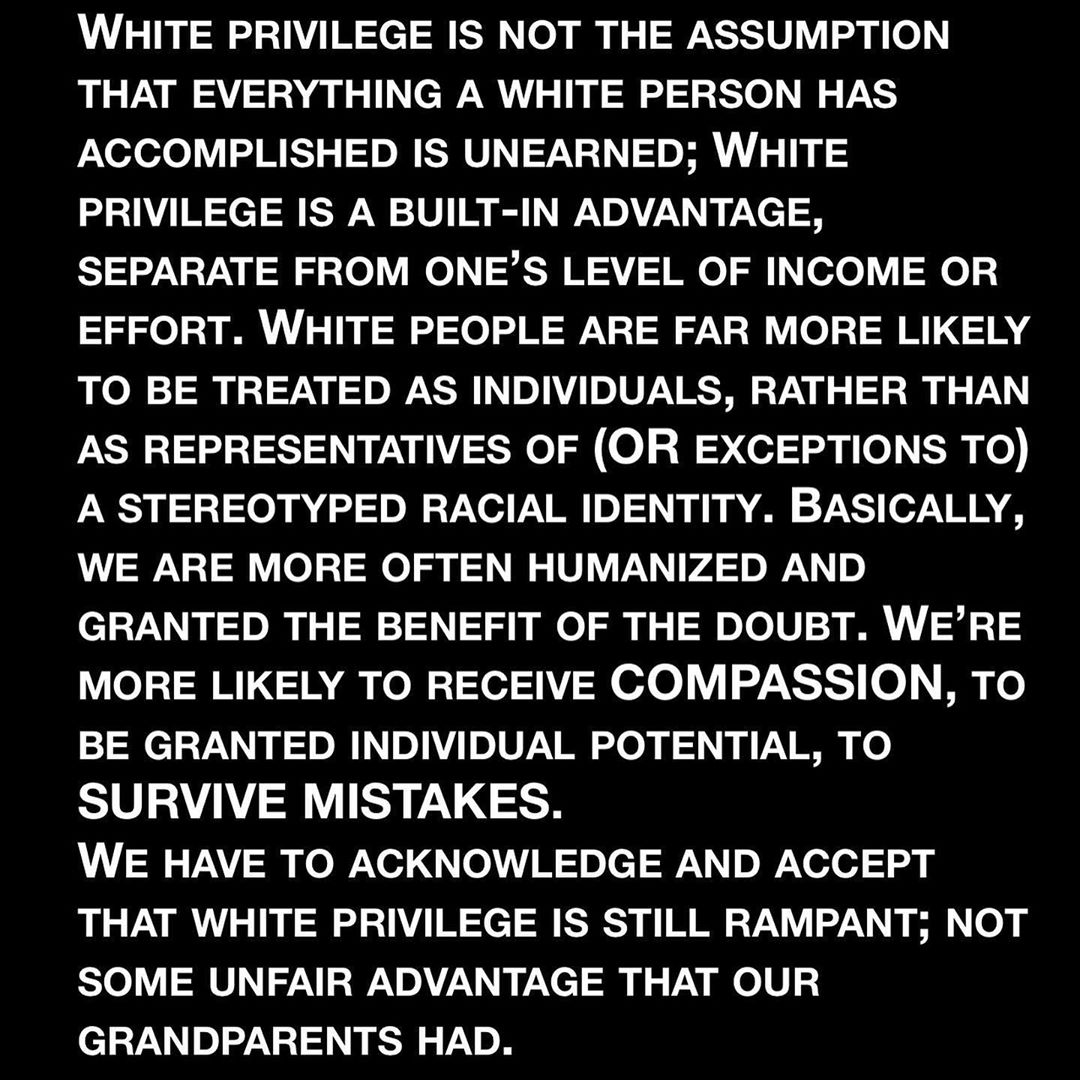 White privilege is not the assumption
that everything a white person has
accomplished is unearned; White
privilege is a built-in advantage,
separate from one’s level of income or
effort. White people are far more likely
to be treated as individuals, rather than
as representatives of (OR exceptions to)
a stereotyped racial identity. Basically,
we are more often humanized and
granted the benefit of the doubt. We’re
more likely to receive COMPASSION, to
be granted individual potential, to
SURVIVE MISTAKES.
We have to acknowledge and accept
that white privilege is still rampant; not
some unfair advantage that our
grandparents had.